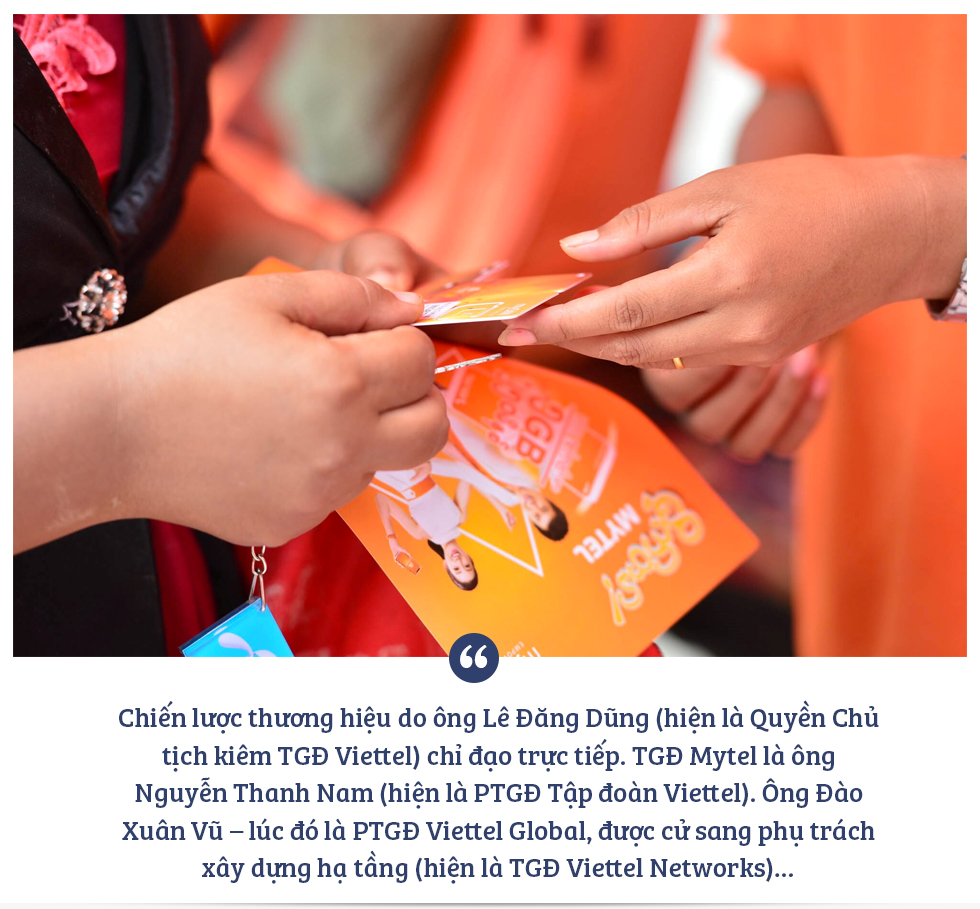 MYTEL
Chiến lược thương hiệu do ông Lê Đăng Dũng (hiện là Quyền Chủ
tịch kiêm TGĐ Viettel) chỉ đạo trực tiếp. TGĐ Mytel là ông
Nguyễn Thanh Nam (hiện là PTGĐ Tập đoàn Viettel). Ông Đào
Xuân Vũ – lúc đó là PTGĐ Viettel Global, được cử sang phụ trách
xây dựng hạ tầng (hiện là TGĐ Viettel Networks)...